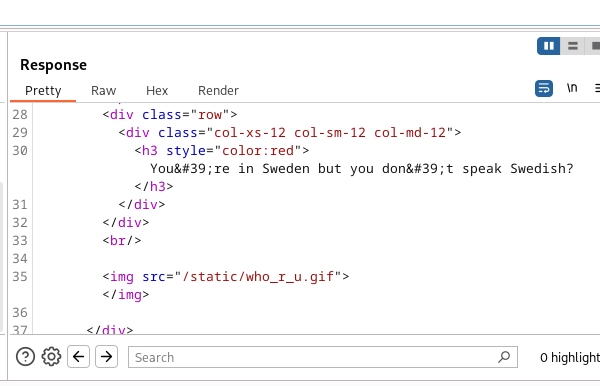 Response
Pretty Raw Hex Render \n
28 <div class="row">
29 <div class="col-xs-12 col-sm-12 col-md-12">
30 <h3 style="color:red">
You&#39;re in Sweden but you don&#39;t speak Swedish?
</h3>
31 </div>
32 </div>
33 <br/>
34
35 <img src="/static/who_r_u.gif">
</img>
36
37 </div>
Search 0 highlight